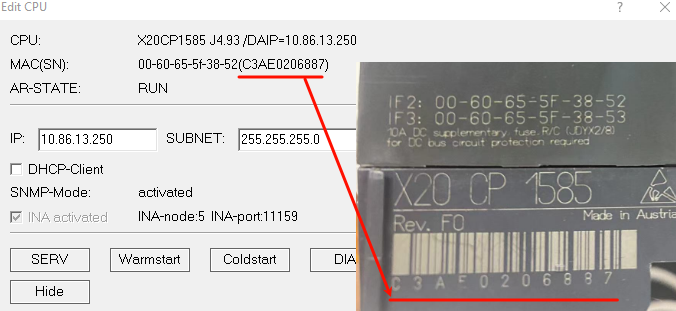 Edit CPU
CPU: X20CP1585 J4.93 /DAIP=10.86.13.250
MAC(SN): 00-60-65-5f-38-52(C3AE0206887)
AR-STATE: RUN
IP: 10.86.13.250 SUBNET: 255.255.255.0
DHCP-Client
SNMP-Mode: activated
INA activated INA-node:5 INA-port:11159
SERV Warmstart Coldstart DIA
Hide
IF2: 00-60-65-5F-38-52
IF3: 00-60-65-5F-38-53
10A DC supplementary fuse, R/C (JDYX2/8)
for DC bus circuit protection required
X20 CP 1585
Made in Austria
Rev. F0
C3AE0206887